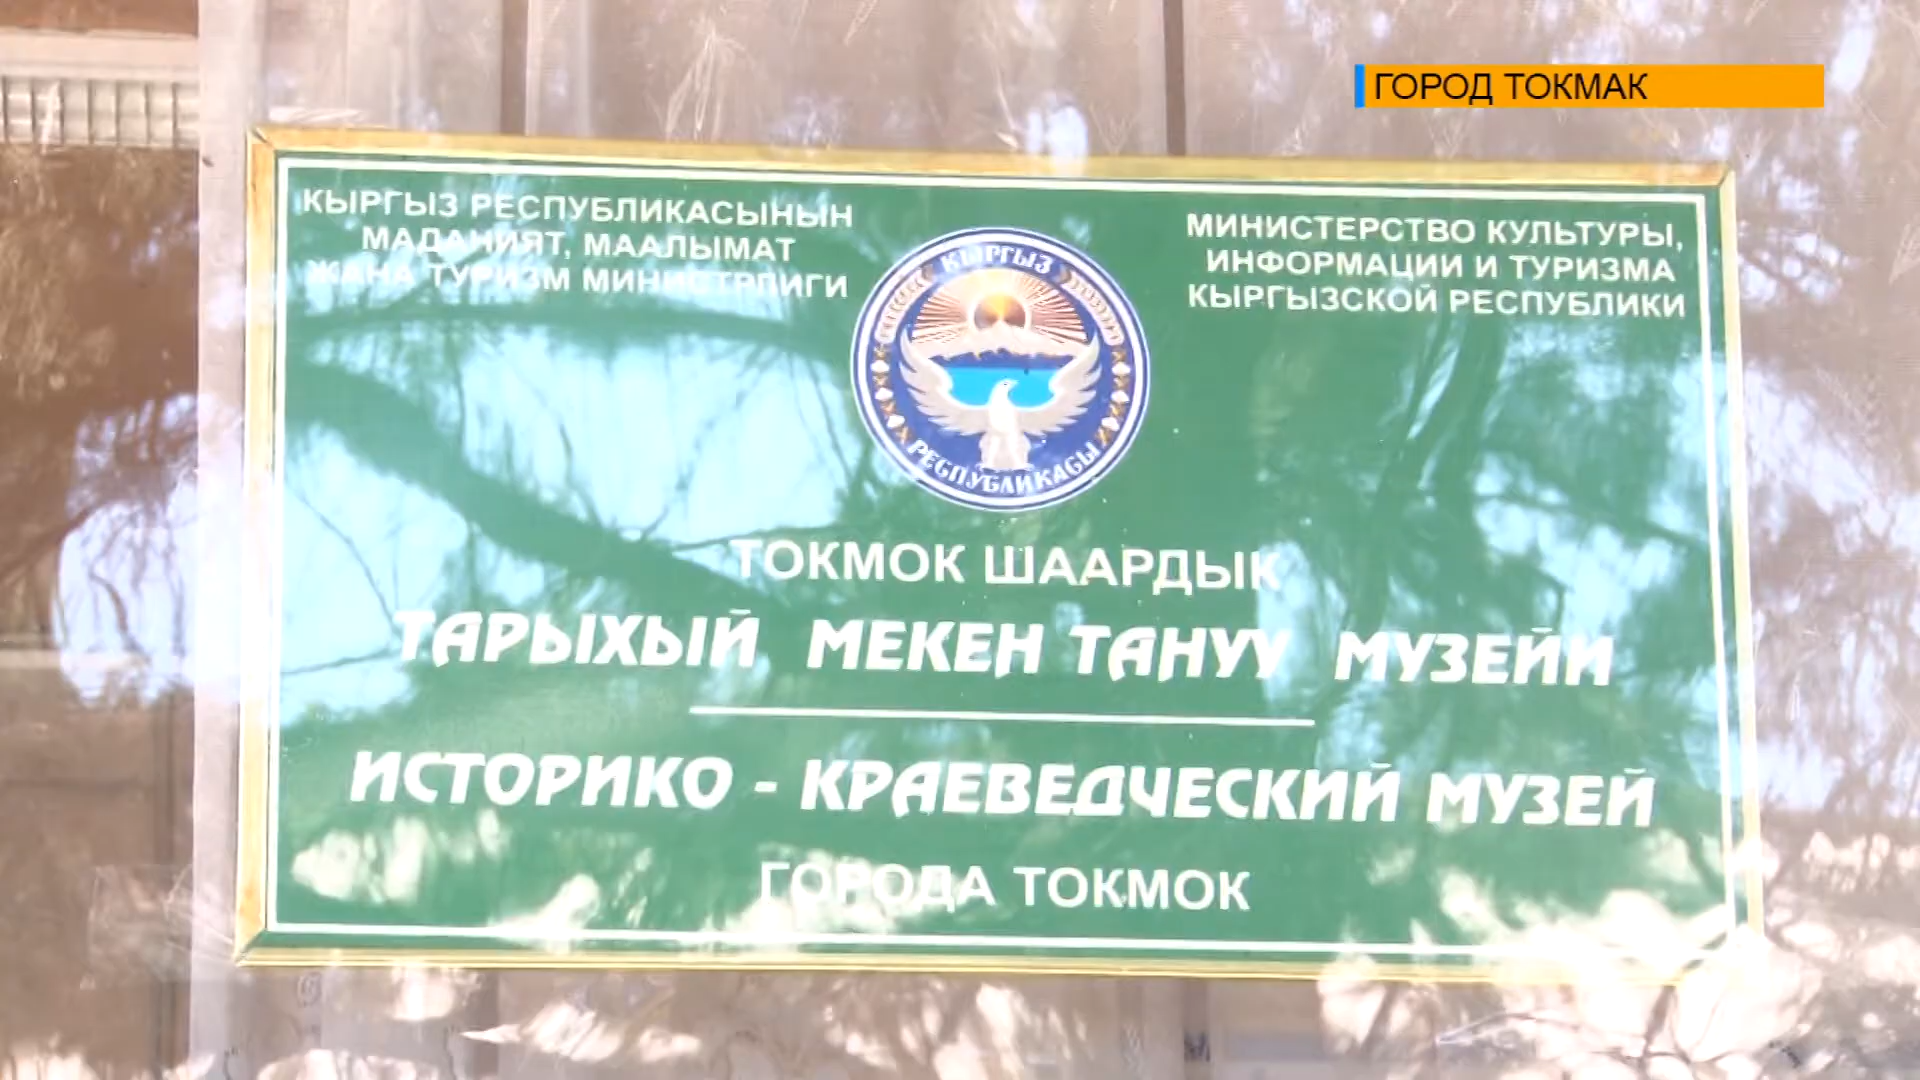 ГОРОД ТОКМАК
КЫРГЫЗ РЕСПУБЛИКАСЫНЫН
МАДАНИЯТ, МААЛЫМАТ
ЖАНА ТУРИЗМ МИНИСТРЛИГИ
МИНИСТЕРСТВО КУЛЬТУРЫ,
ИНФОРМАЦИИ И ТУРИЗМА
КЫРГЫЗСКОЙ РЕСПУБЛИКИ
КЫРГЫЗ
РЕСПУБЛИКАСЫ
ТОКМОК ШААРДЫК
ТАРЫХЫЙ МЕКЕН ТАНУУ МУЗЕЙИ
ИСТОРИКО - КРАЕВЕДЧЕСКИЙ МУЗЕЙ
ГОРОДА ТОКМОК